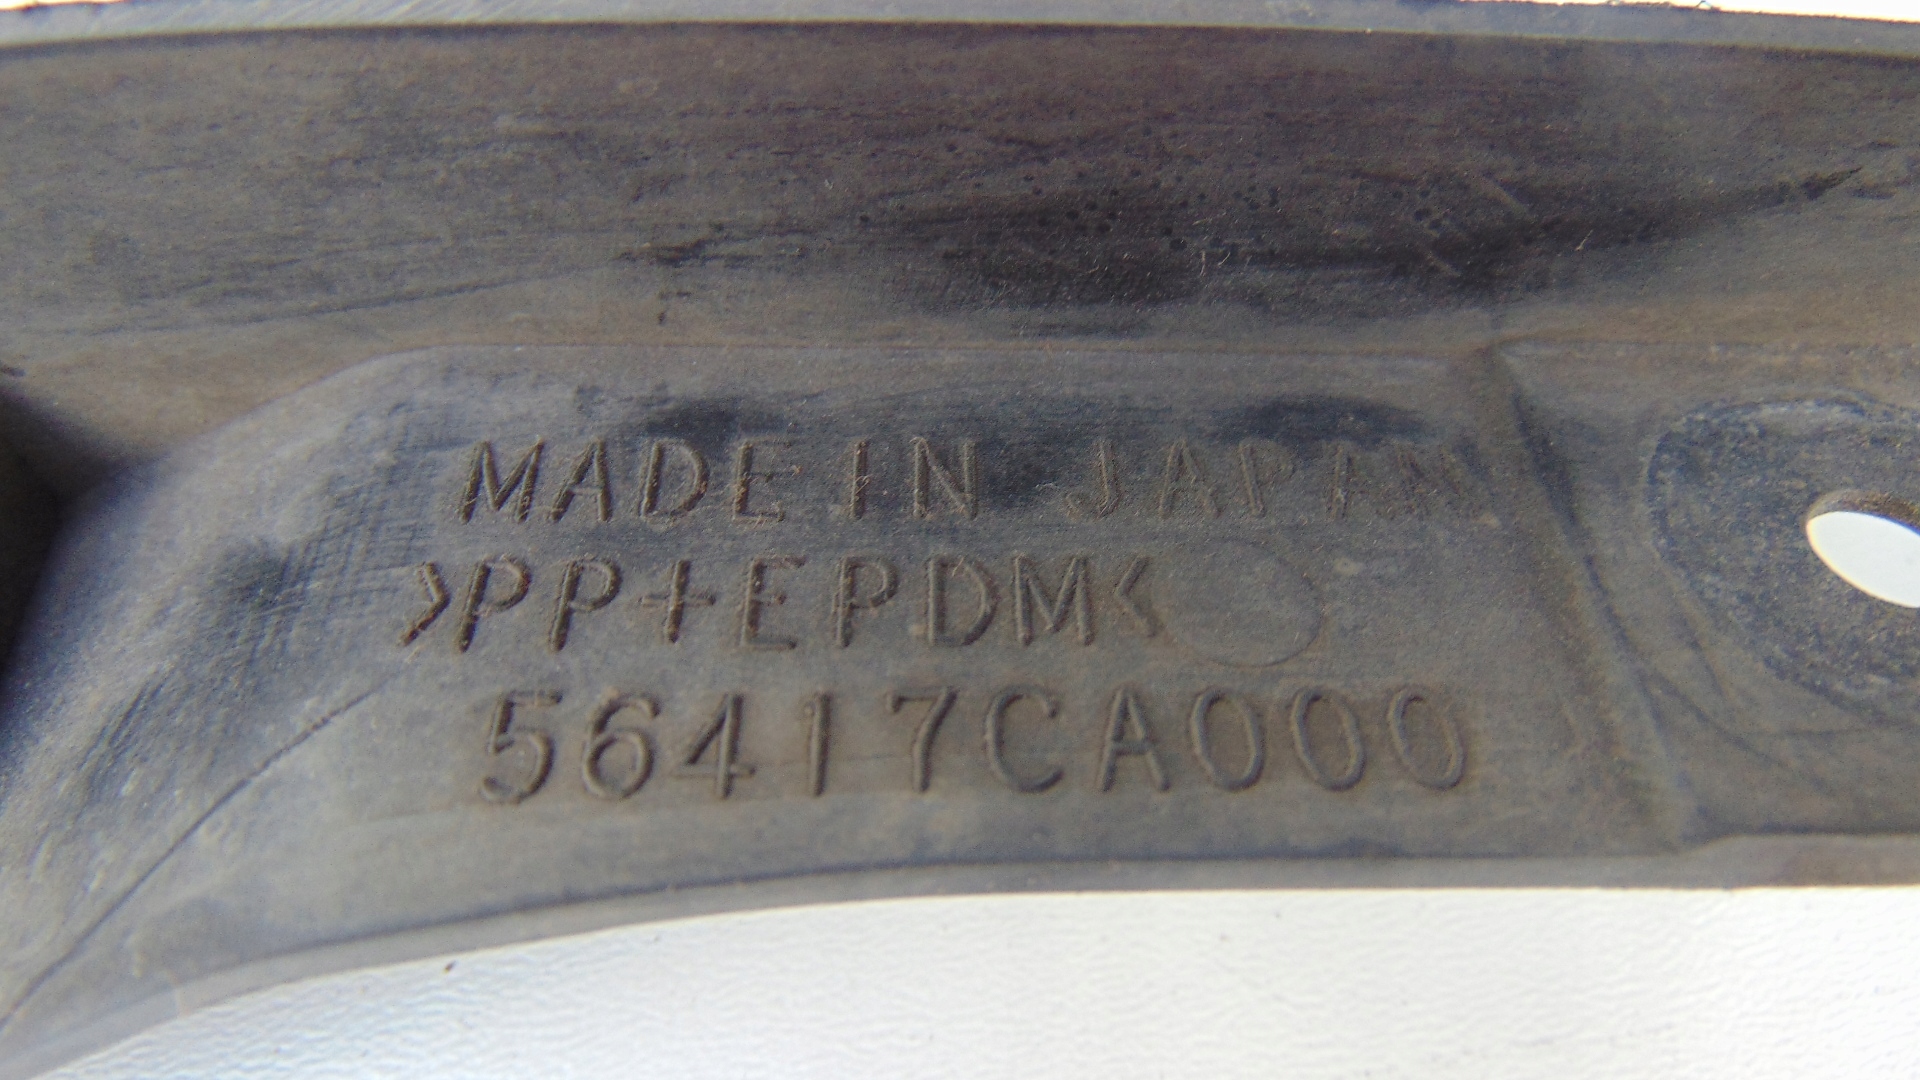 MADE IN JAPAN
>PP+EPDM<
56417CA000